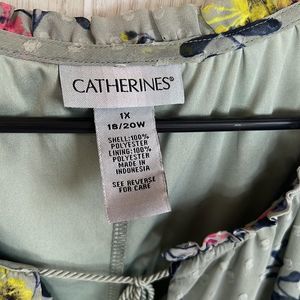 CATHERINES®
1X
18/20W
SHELL:100%
POLYESTER
LINING:100%
POLYESTER
MADE IN
INDONESIA
SEE REVERSE
FOR CARE